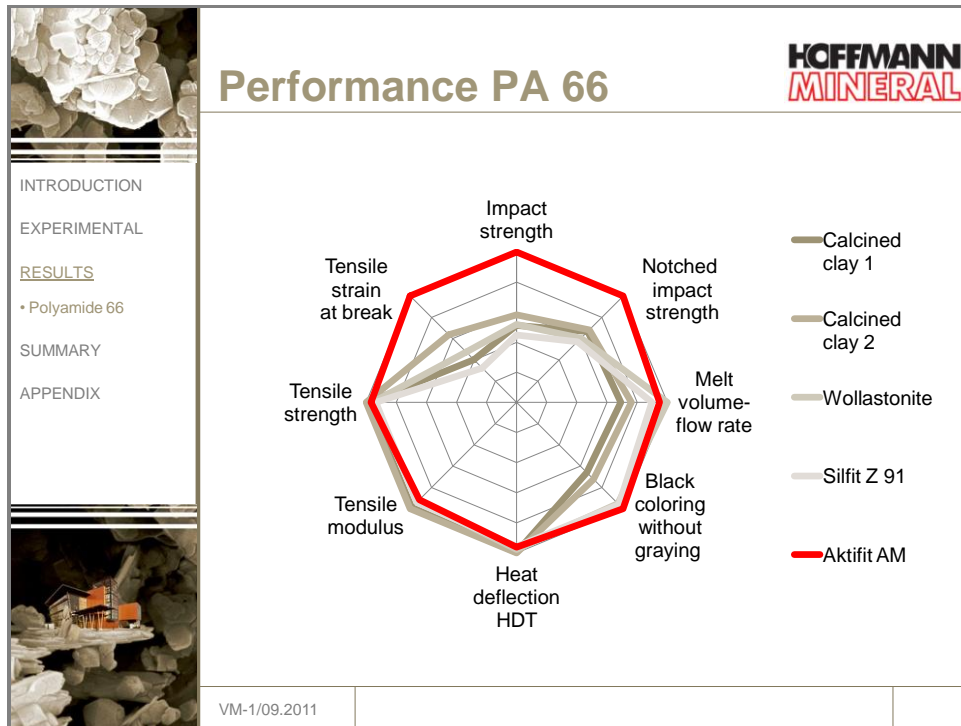 Performance PA 66
HOFFMANN
MINERAL
INTRODUCTION
EXPERIMENTAL
RESULTS
• Polyamide 66
SUMMARY
APPENDIX
Impact
strength
Notched
impact
strength
Melt
volume-
flow rate
Black
coloring
without
graying
Heat
deflection
HDT
Tensile
modulus
Tensile
strength
Tensile
strain
at break
Calcined
clay 1
Calcined
clay 2
Wollastonite
Silfit Z 91
Aktifit AM
VM-1/09.2011